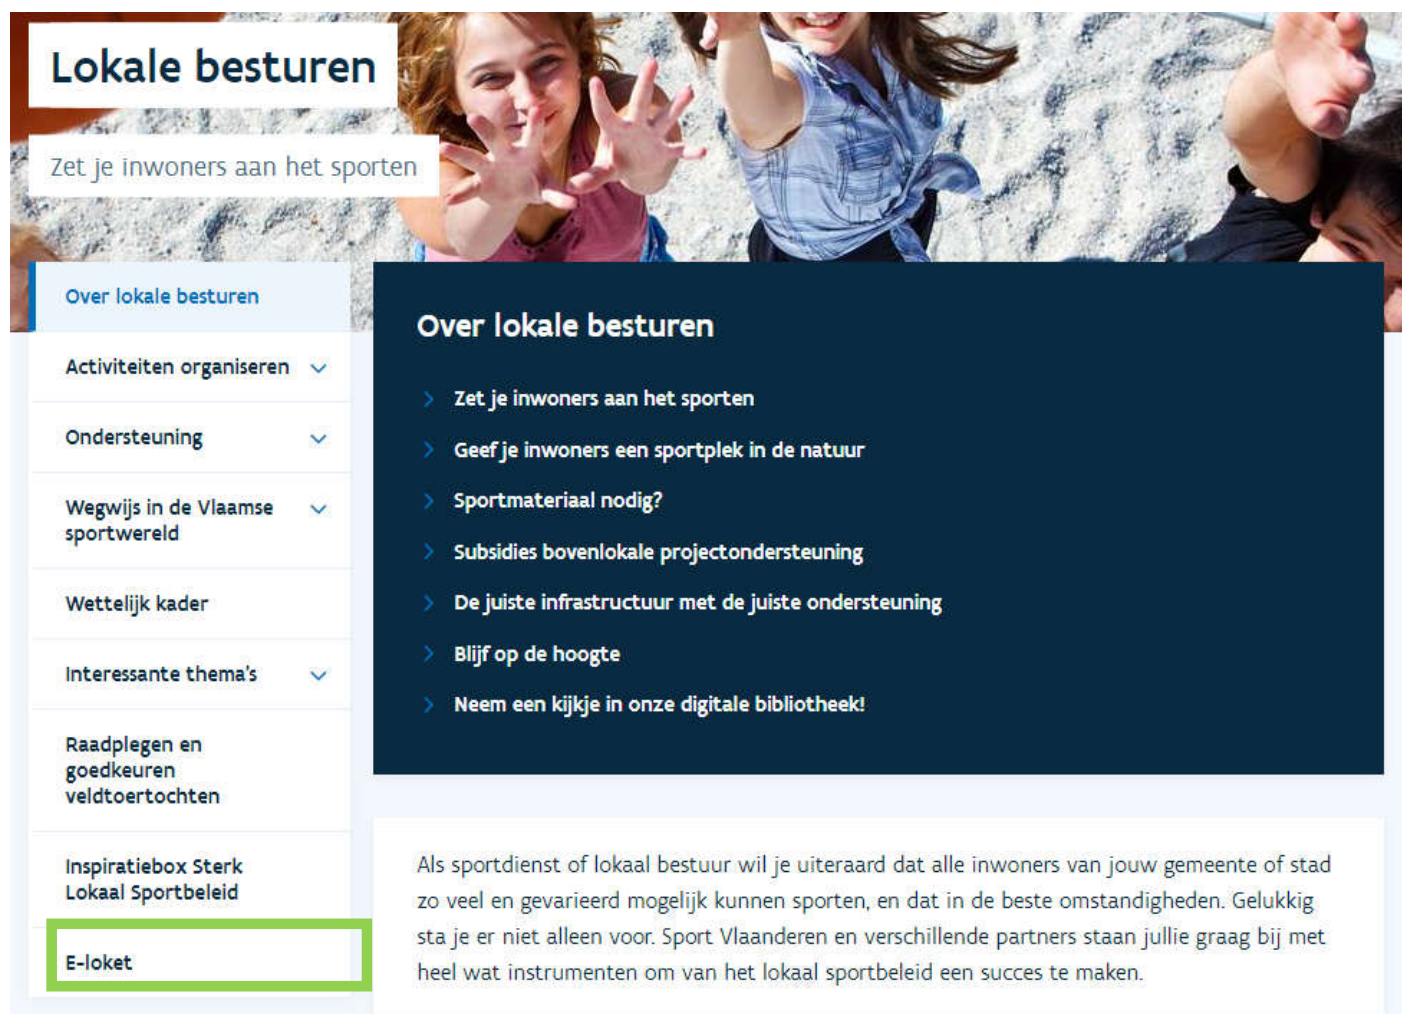 Lokale besturen
Zet je inwoners aan het sporten
Over lokale besturen
Activiteiten organiseren
Ondersteuning
Wegwijs in de Vlaamse
sportwereld
Wettelijk kader
Interessante thema's
Raadplegen en
goedkeuren
veldtoertochten
Inspiratiebox Sterk
Lokaal Sportbeleid
E-loket
Over lokale besturen
Zet je inwoners aan het sporten
Geef je inwoners een sportplek in de natuur
Sportmateriaal nodig?
Subsidies bovenlokale projectondersteuning
De juiste infrastructuur met de juiste ondersteuning
Blijf op de hoogte
Neem een kijkje in onze digitale bibliotheek!
Als sportdienst of lokaal bestuur wil je uiteraard dat alle inwoners van jouw gemeente of stad
zo veel en gevarieerd mogelijk kunnen sporten, en dat in de beste omstandigheden. Gelukkig
sta je er niet alleen voor. Sport Vlaanderen en verschillende partners staan jullie graag bij met
heel wat instrumenten om van het lokaal sportbeleid een succes te maken.